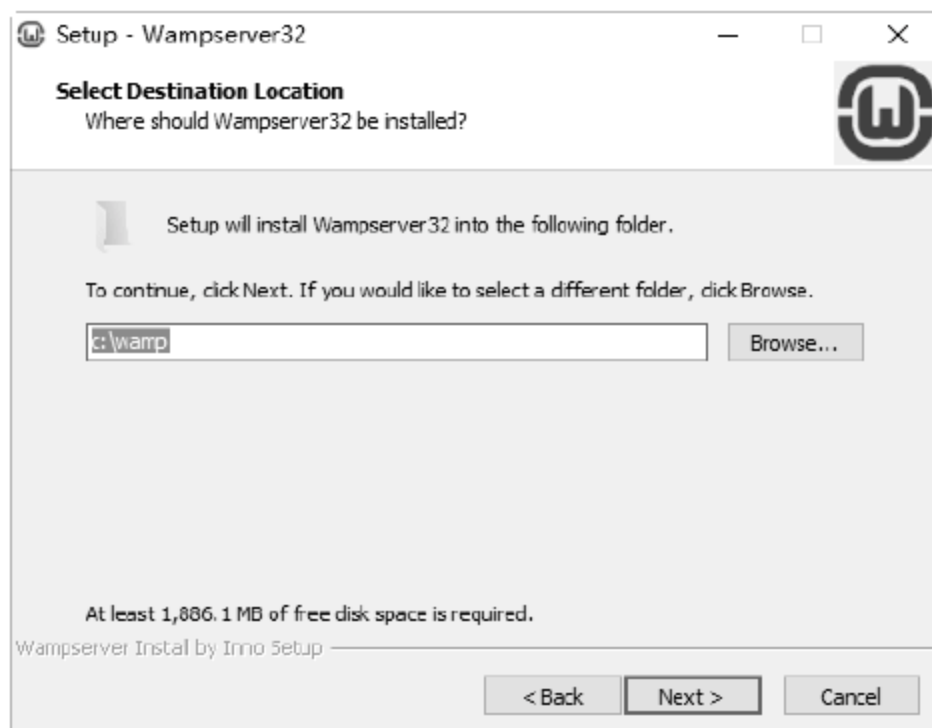 Setup - Wampserver32
Select Destination Location
Where should Wampserver32 be installed?
W
Setup will install Wampserver32 into the following folder.
To continue, click Next. If you would like to select a different folder, click Browse.
c:\wamp
Browse...
At least 1,886.1 MB of free disk space is required.
Wampserver Install by Inno Setup
< Back
Next >
Cancel